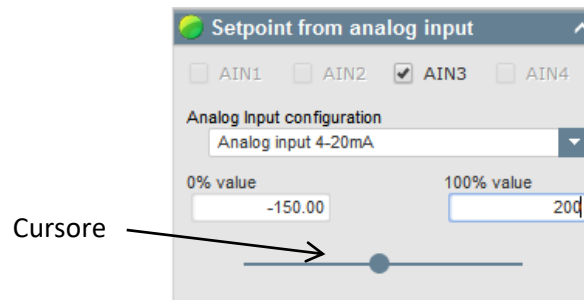 Setpoint from analog input
AIN1 AIN2 AIN3 AIN4
Analog Input configuration
Analog input 4-20mA
0% value 100% value
-150.00 200
Cursore